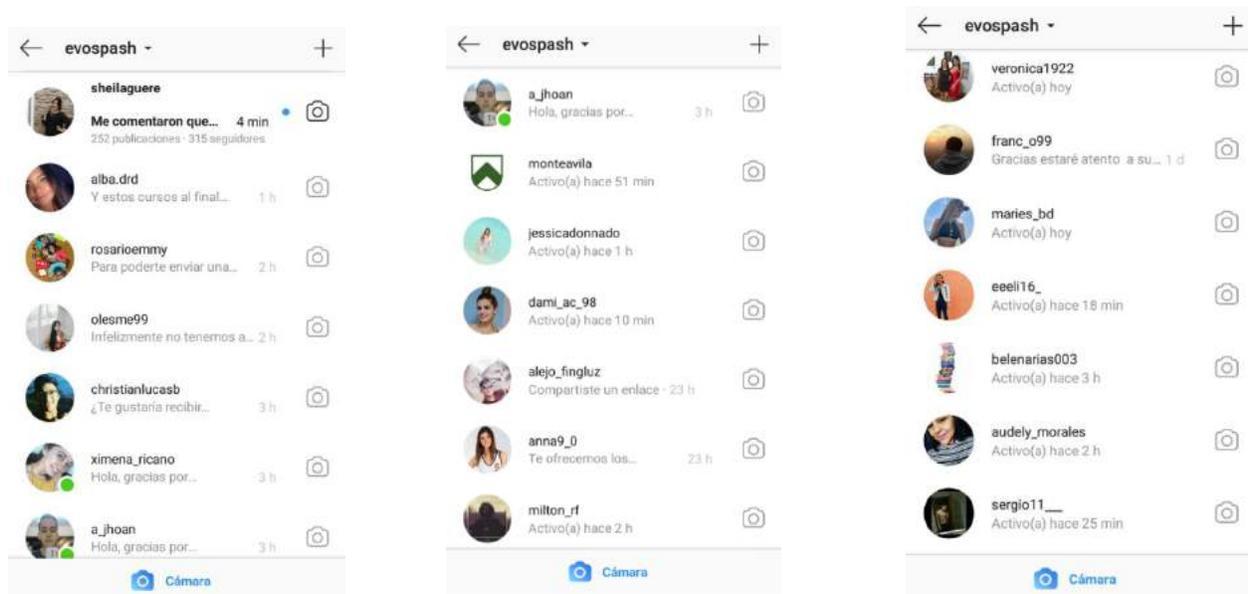 evospash
sheilaguere
Me comentaron que... 4 min
252 publicaciones · 315 seguidores
alba.drd
Y estos cursos al final... 1 h
rosarioemmy
Para poderte enviar una... 2 h
olesme99
Infelizmente no tenemos a... 2 h
christianlucasb
¿Te gustaría recibir... 3 h
ximena_ricano
Hola, gracias por... 3 h
a_jhoan
Hola, gracias por... 3 h
Cámara
evospash
a_jhoan
Hola, gracias por... 3 h
monteavila
Activo(a) hace 51 min
jessicadonnado
Activo(a) hace 1 h
dami_ac_98
Activo(a) hace 10 min
alejo_fingluz
Compartiste un enlace · 23 h
anna9_0
Te ofrecemos los... 23 h
milton_rf
Activo(a) hace 2 h
Cámara
evospash
veronica1922
Activo(a) hoy
franc_o99
Gracias estaré atento a su... 1 d
maries_bd
Activo(a) hoy
eeeli16_
Activo(a) hace 18 min
belenarias003
Activo(a) hace 3 h
audely_morales
Activo(a) hace 2 h
sergio11___
Activo(a) hace 25 min
Cámara